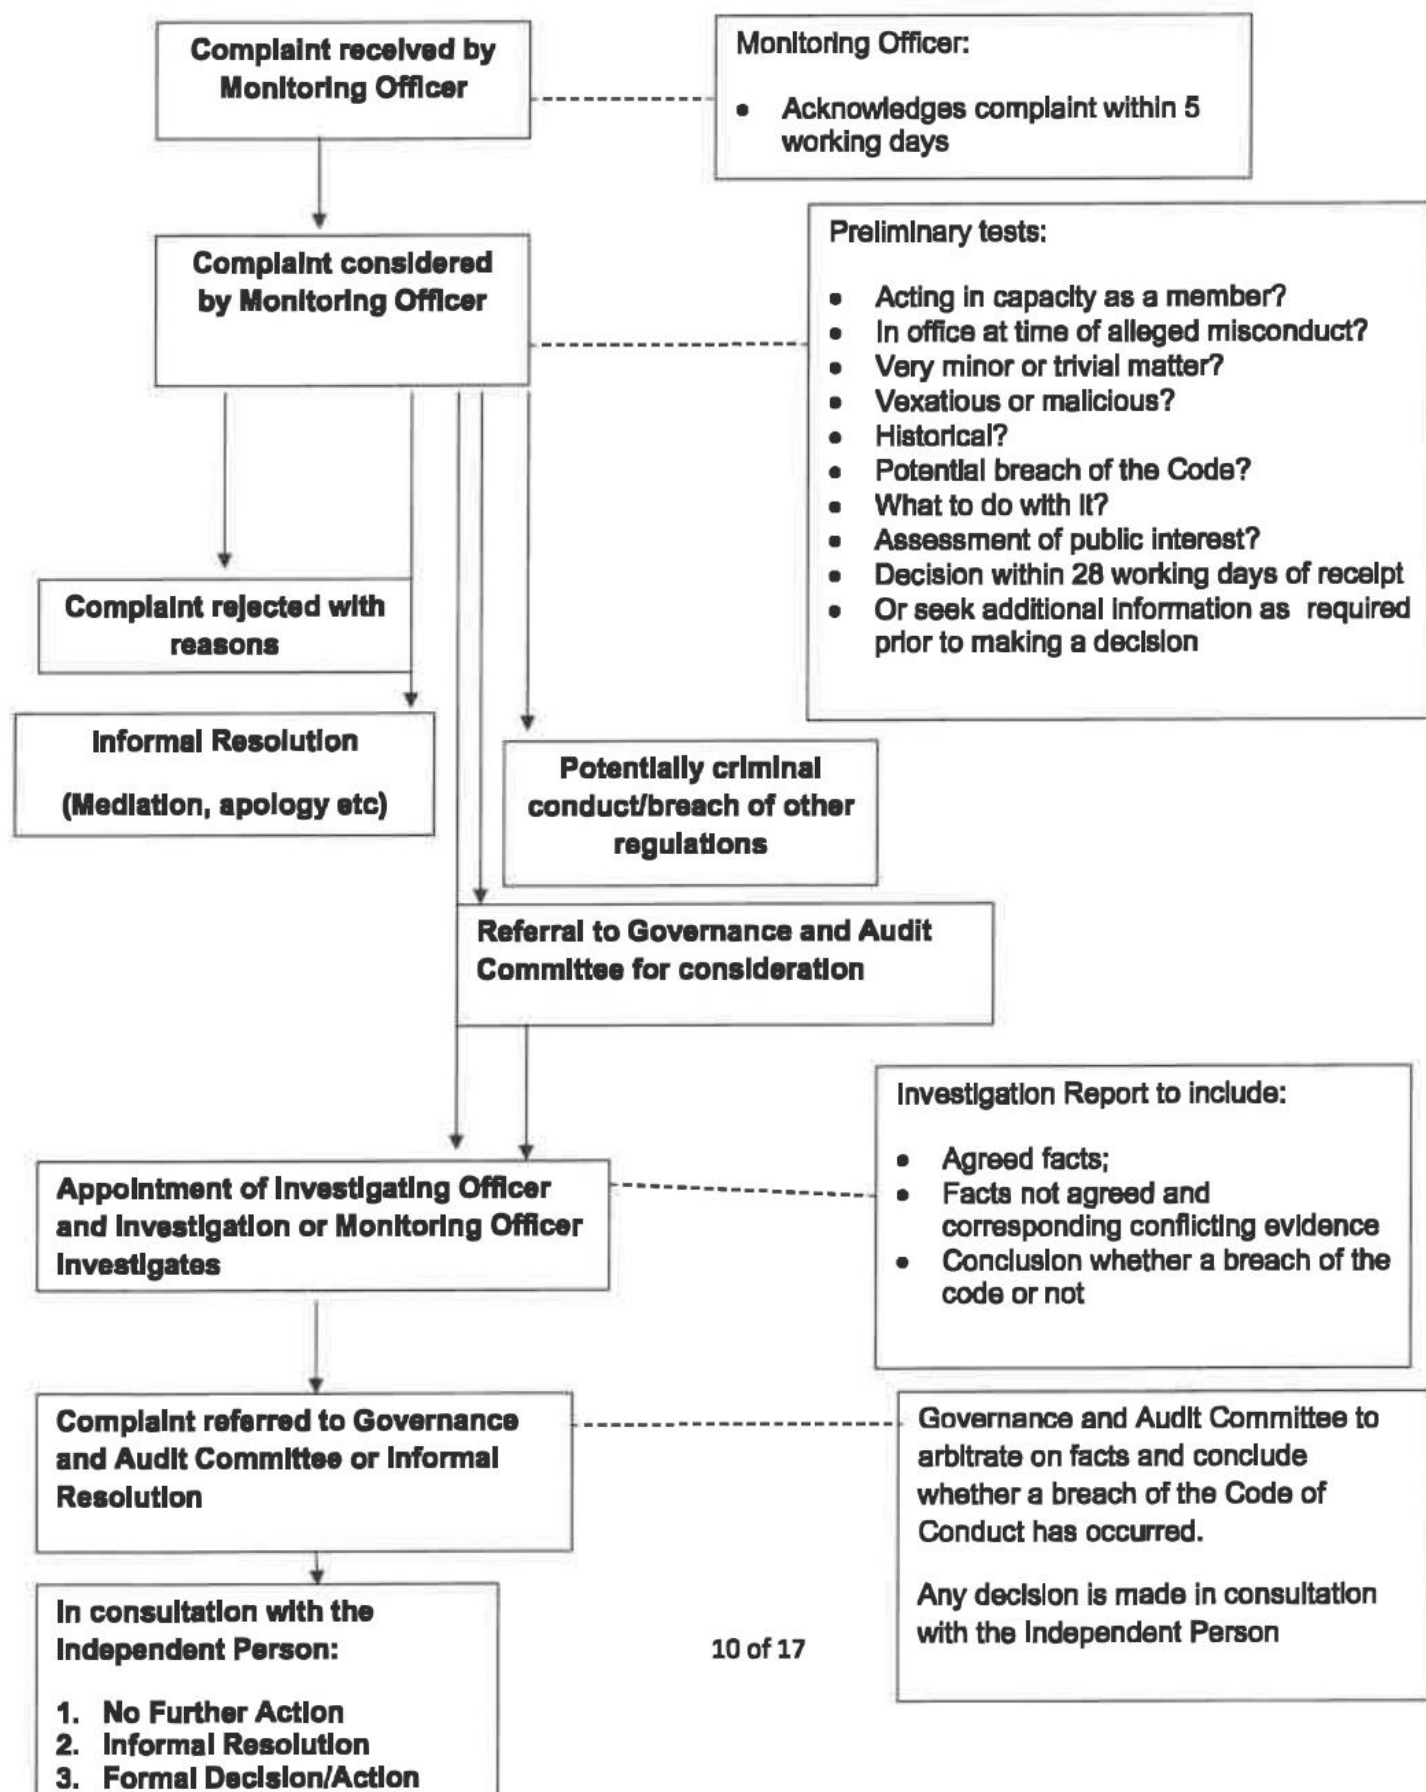 Complaint received by
Monitoring Officer
Monitoring Officer:
• Acknowledges complaint within 5
working days
Complaint considered
by Monitoring Officer
Preliminary tests:
• Acting in capacity as a member?
• In office at time of alleged misconduct?
• Very minor or trivial matter?
• Vexatious or malicious?
• Historical?
• Potential breach of the Code?
• What to do with it?
• Assessment of public interest?
• Decision within 28 working days of receipt
• Or seek additional information as required
prior to making a decision
Complaint rejected with
reasons
Informal Resolution
(Mediation, apology etc)
Potentially criminal
conduct/breach of other
regulations
Referral to Governance and Audit
Committee for consideration
Appointment of Investigating Officer
and Investigation or Monitoring Officer
Investigates
Investigation Report to include:
• Agreed facts;
• Facts not agreed and
corresponding conflicting evidence
• Conclusion whether a breach of the
code or not
Complaint referred to Governance
and Audit Committee or Informal
Resolution
Governance and Audit Committee to
arbitrate on facts and conclude
whether a breach of the Code of
Conduct has occurred.
Any decision is made in consultation
with the Independent Person
In consultation with the
Independent Person:
1. No Further Action
2. Informal Resolution
3. Formal Decision/Action
10 of 17